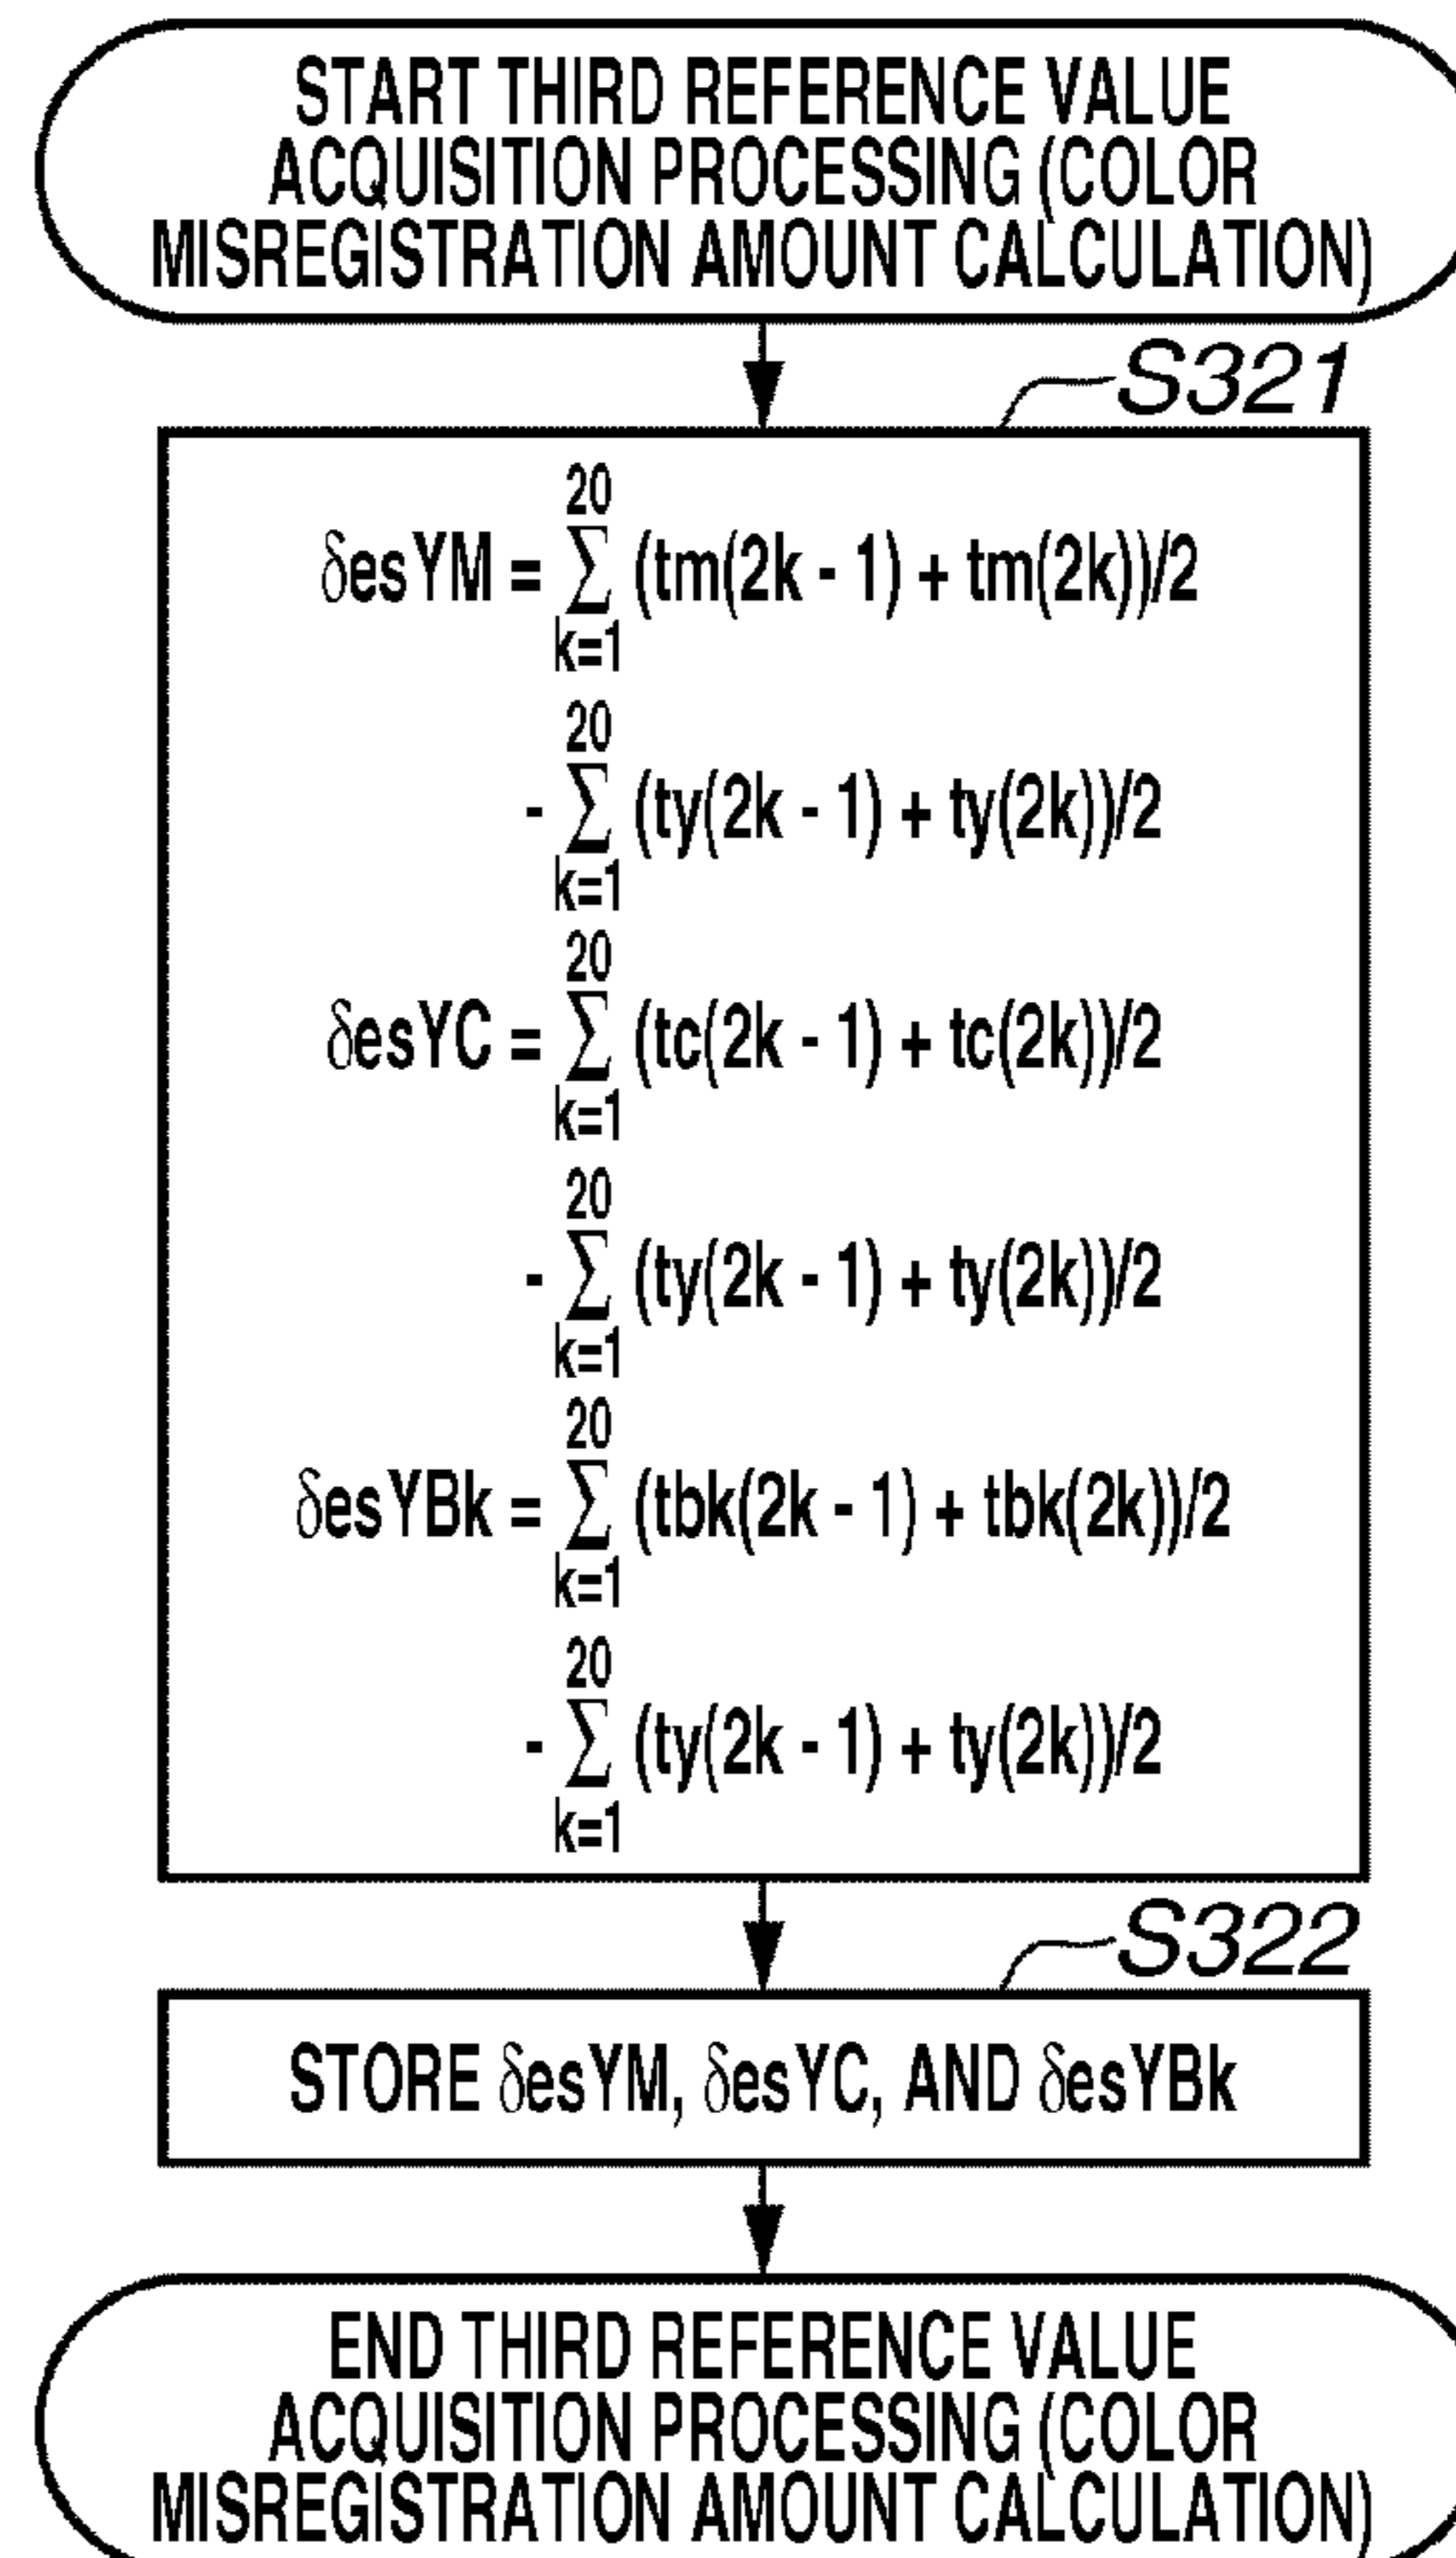 START THIRD REFERENCE VALUE
ACQUISITION PROCESSING (COLOR
MISREGISTRATION AMOUNT CALCULATION)
S321
20
δesYM = Σ (tm(2k - 1) + tm(2k))/2
k=1
20
- Σ (ty(2k - 1) + ty(2k))/2
k=1
20
δesYC = Σ (tc(2k - 1) + tc(2k))/2
k=1
20
- Σ (ty(2k - 1) + ty(2k))/2
k=1
20
δesYBk = Σ (tbk(2k - 1) + tbk(2k))/2
k=1
20
- Σ (ty(2k - 1) + ty(2k))/2
k=1
S322
STORE δesYM, δesYC, AND δesYBk
END THIRD REFERENCE VALUE
ACQUISITION PROCESSING (COLOR
MISREGISTRATION AMOUNT CALCULATION)